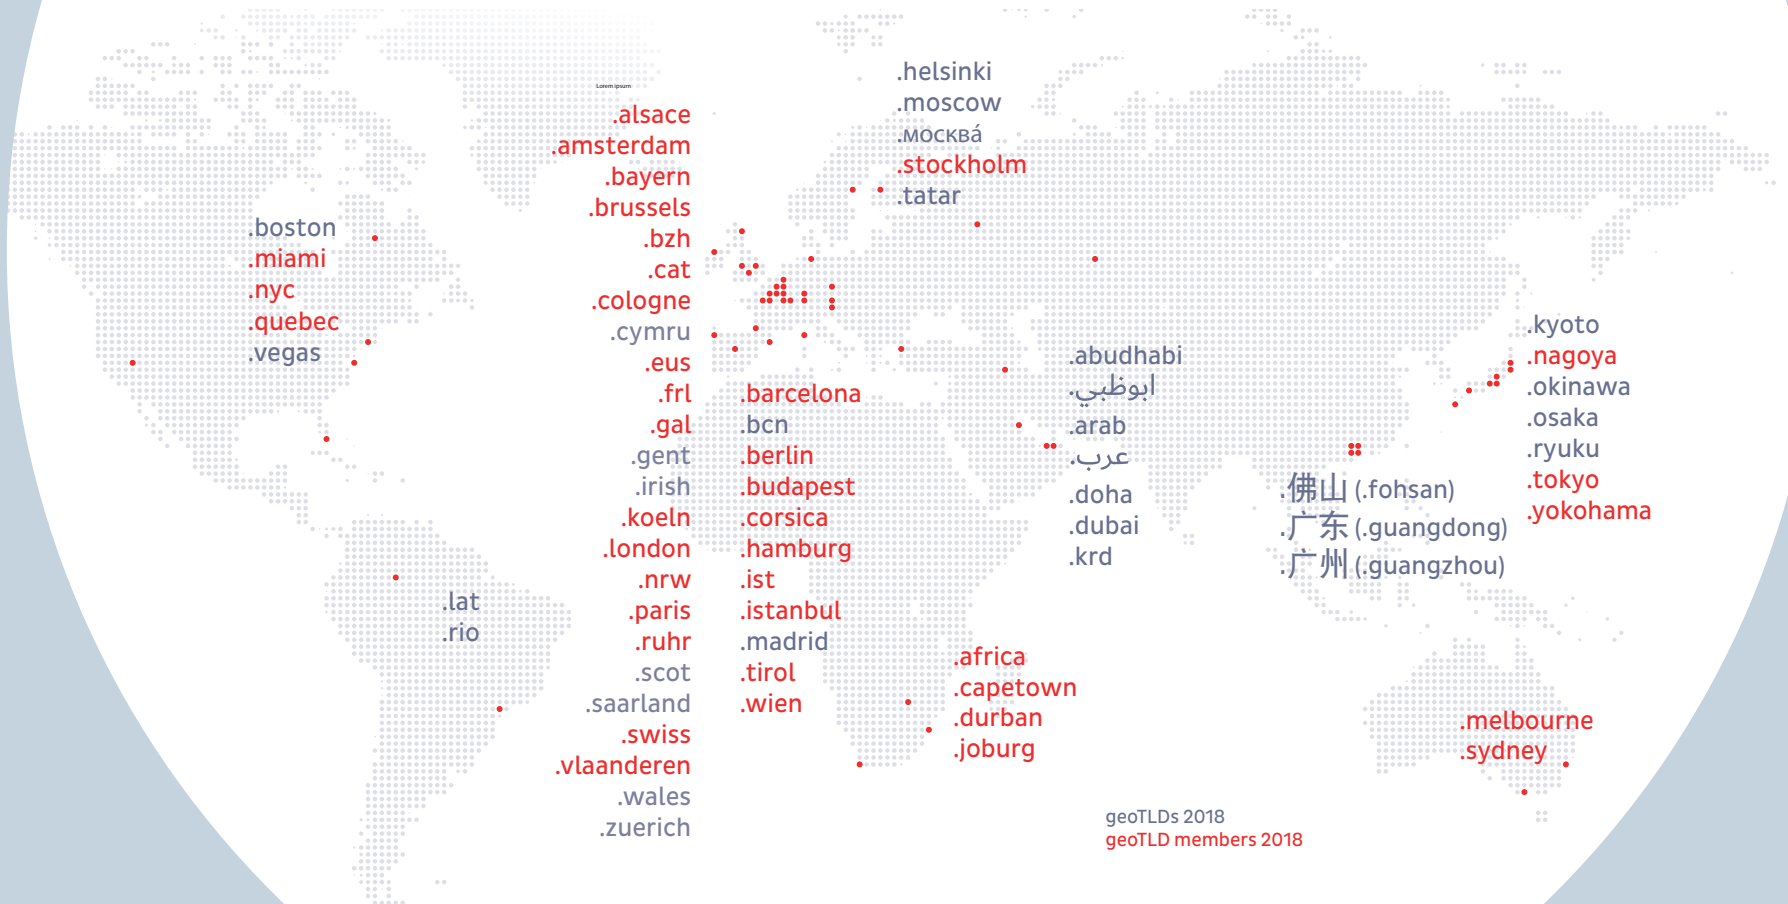 Lorem ipsum
.helsinki
.moscow
.москвá
.stockholm
.tatar
.boston
.miami
.nyc
.quebec
.vegas
.alsace
.amsterdam
.bayern
.brussels
.bzh
.cat
.cologne
.cymru
.eus
.frl
.gal
.gent
.irish
.koeln
.london
.nrw
.paris
.ruhr
.scot
.saarland
.swiss
.vlaanderen
.wales
.zuerich
.barcelona
.bcn
.berlin
.budapest
.corsica
.hamburg
.ist
.istanbul
.madrid
.tirol
.wien
.abudhabi
.ابوظبي
.arab
.عرب
.doha
.dubai
.krd
.kyoto
.nagoya
.okinawa
.osaka
.ryuku
.tokyo
.yokohama
.佛山 (.fohsan)
.广东 (.guangdong)
.广州 (.guangzhou)
.lat
.rio
.africa
.capetown
.durban
.joburg
.melbourne
.sydney
geoTLDs 2018
geoTLD members 2018